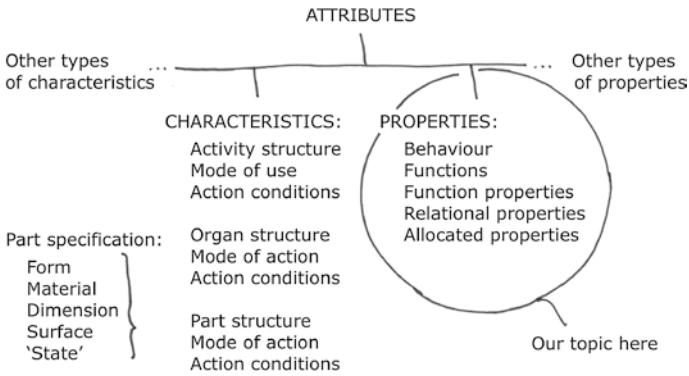 ATTRIBUTES
Other types
of characteristics
...
...
Other types
of properties
CHARACTERISTICS:
Activity structure
Mode of use
Action conditions
Organ structure
Mode of action
Action conditions
Part structure
Mode of action
Action conditions
PROPERTIES:
Behaviour
Functions
Function properties
Relational properties
Allocated properties
Part specification:
Form
Material
Dimension
Surface
‘State’
Our topic here